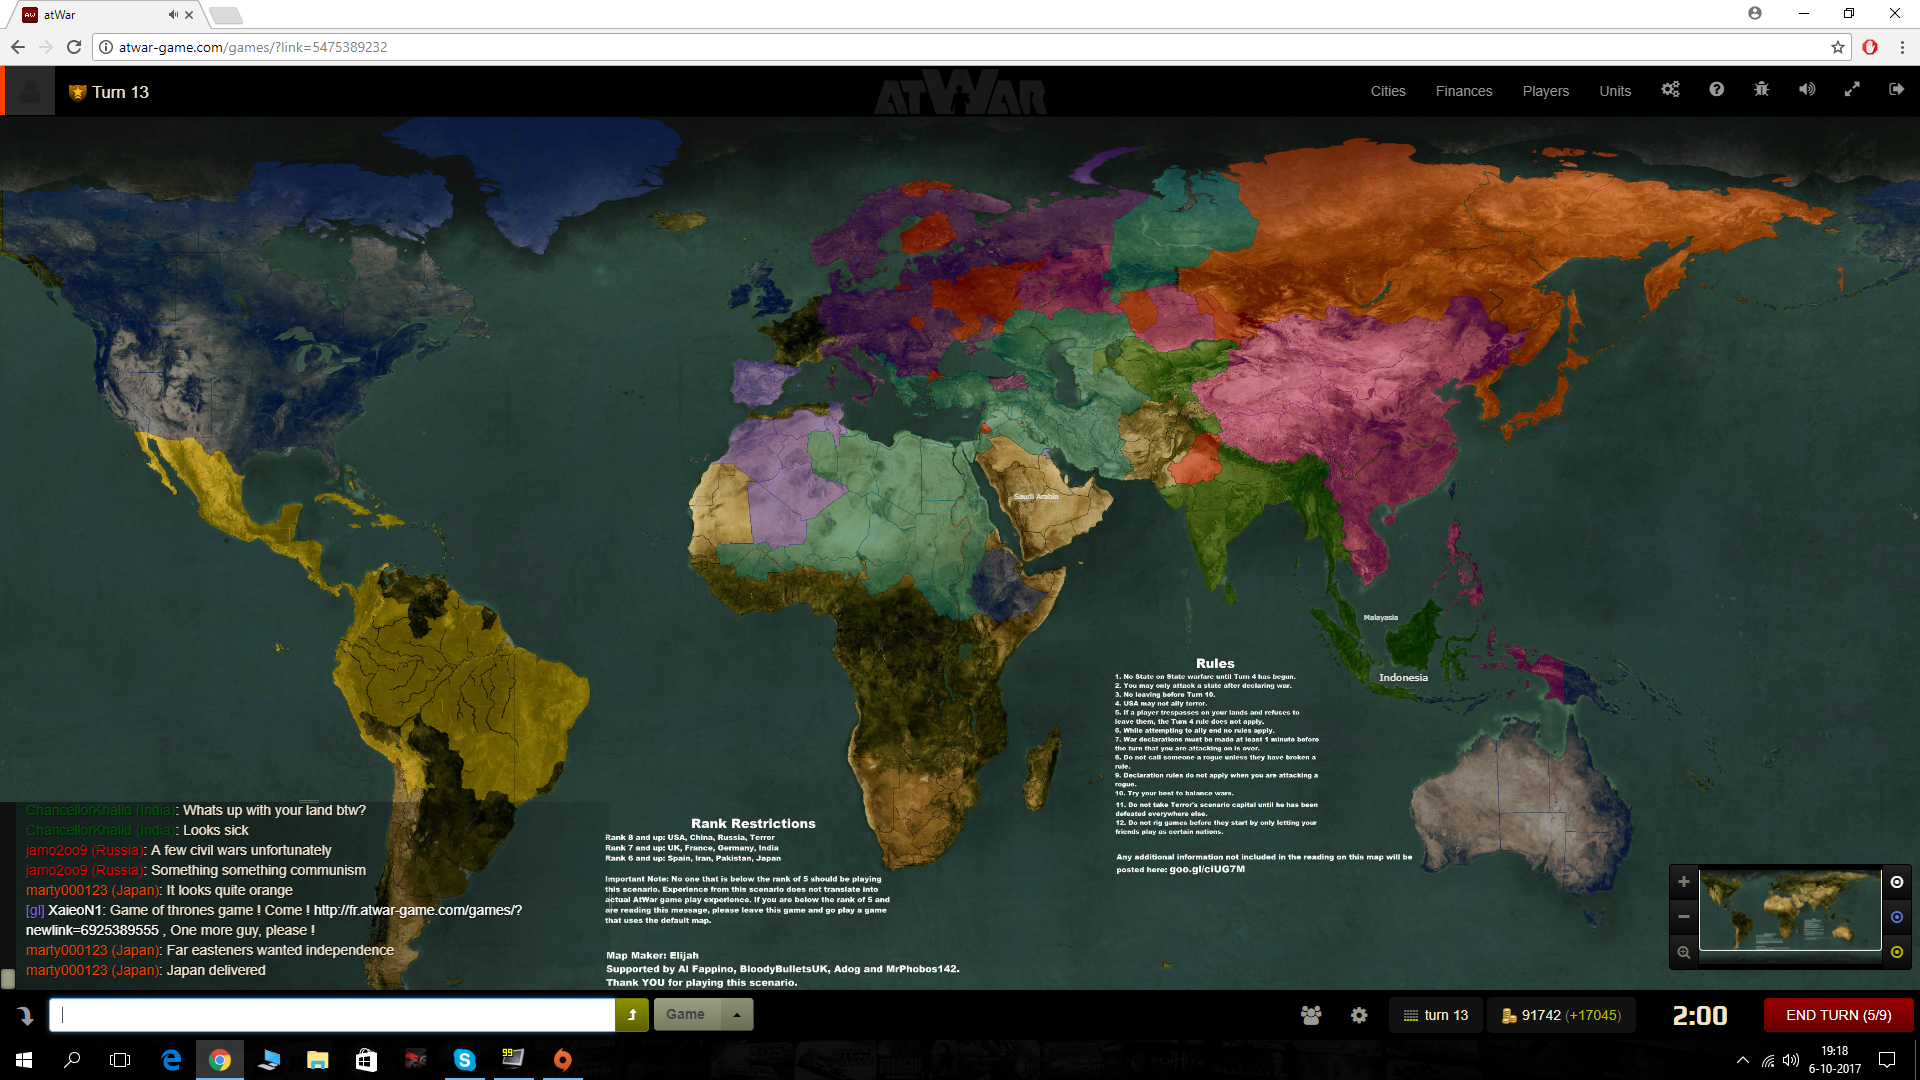 atWar
atwar-game.com/games/?link=5475389232
Turn 13
atWar
Cities
Finances
Players
Units
Saudi Arabia
Malayasia
Indonesia
Rules
1. No State on State warfare until Turn 4 has begun.
2. You may only attack a state after declaring war.
3. No leaving before Turn 10.
4. USA may not ally terror.
5. If a player trespasses on your lands and refuses to
leave them, the Turn 4 rule does not apply.
6. While attempting to ally end no rules apply.
7. War declarations must be made at least 1 minute before
the turn that you are attacking on is over.
8. Do not call someone a rogue unless they have broken a
rule.
9. Declaration rules do not apply when you are attacking a
rogue.
10. Try your best to balance wars.
11. Do not take Terror's scenario capital until he has been
defeated everywhere else.
12. Do not rig games before they start by only letting your
friends play as certain nations.
Any additional information not included in the reading on this map will be
posted here: goo.gl/ciUG7M
Rank Restrictions
Rank 8 and up: USA, China, Russia, Terror
Rank 7 and up: UK, France, Germany, India
Rank 6 and up: Spain, Iran, Pakistan, Japan
Important Note: No one that is below the rank of 5 should be playing
this scenario. Experience from this scenario does not translate into
actual AtWar game play experience. If you are below the rank of 5 and
are reading this message, please leave this game and go play a game
that uses the default map.
Map Maker: Elijah
Supported by Al Fappino, BloodyBulletsUK, Adog and MrPhobos142.
Thank YOU for playing this scenario.
ChancellorKhalid (India): Whats up with your land btw?
ChancellorKhalid (India): Looks sick
jamo2oo9 (Russia): A few civil wars unfortunately
jamo2oo9 (Russia): Something something communism
marty000123 (Japan): It looks quite orange
[gl] XaieoN1: Game of thrones game ! Come ! http://fr.atwar-game.com/games/?
newlink=6925389555 , One more guy, please !
marty000123 (Japan): Far easteners wanted independence
marty000123 (Japan): Japan delivered
Game
turn 13
91742 (+17045)
2:00
END TURN (5/9)
99
19:18
6-10-2017